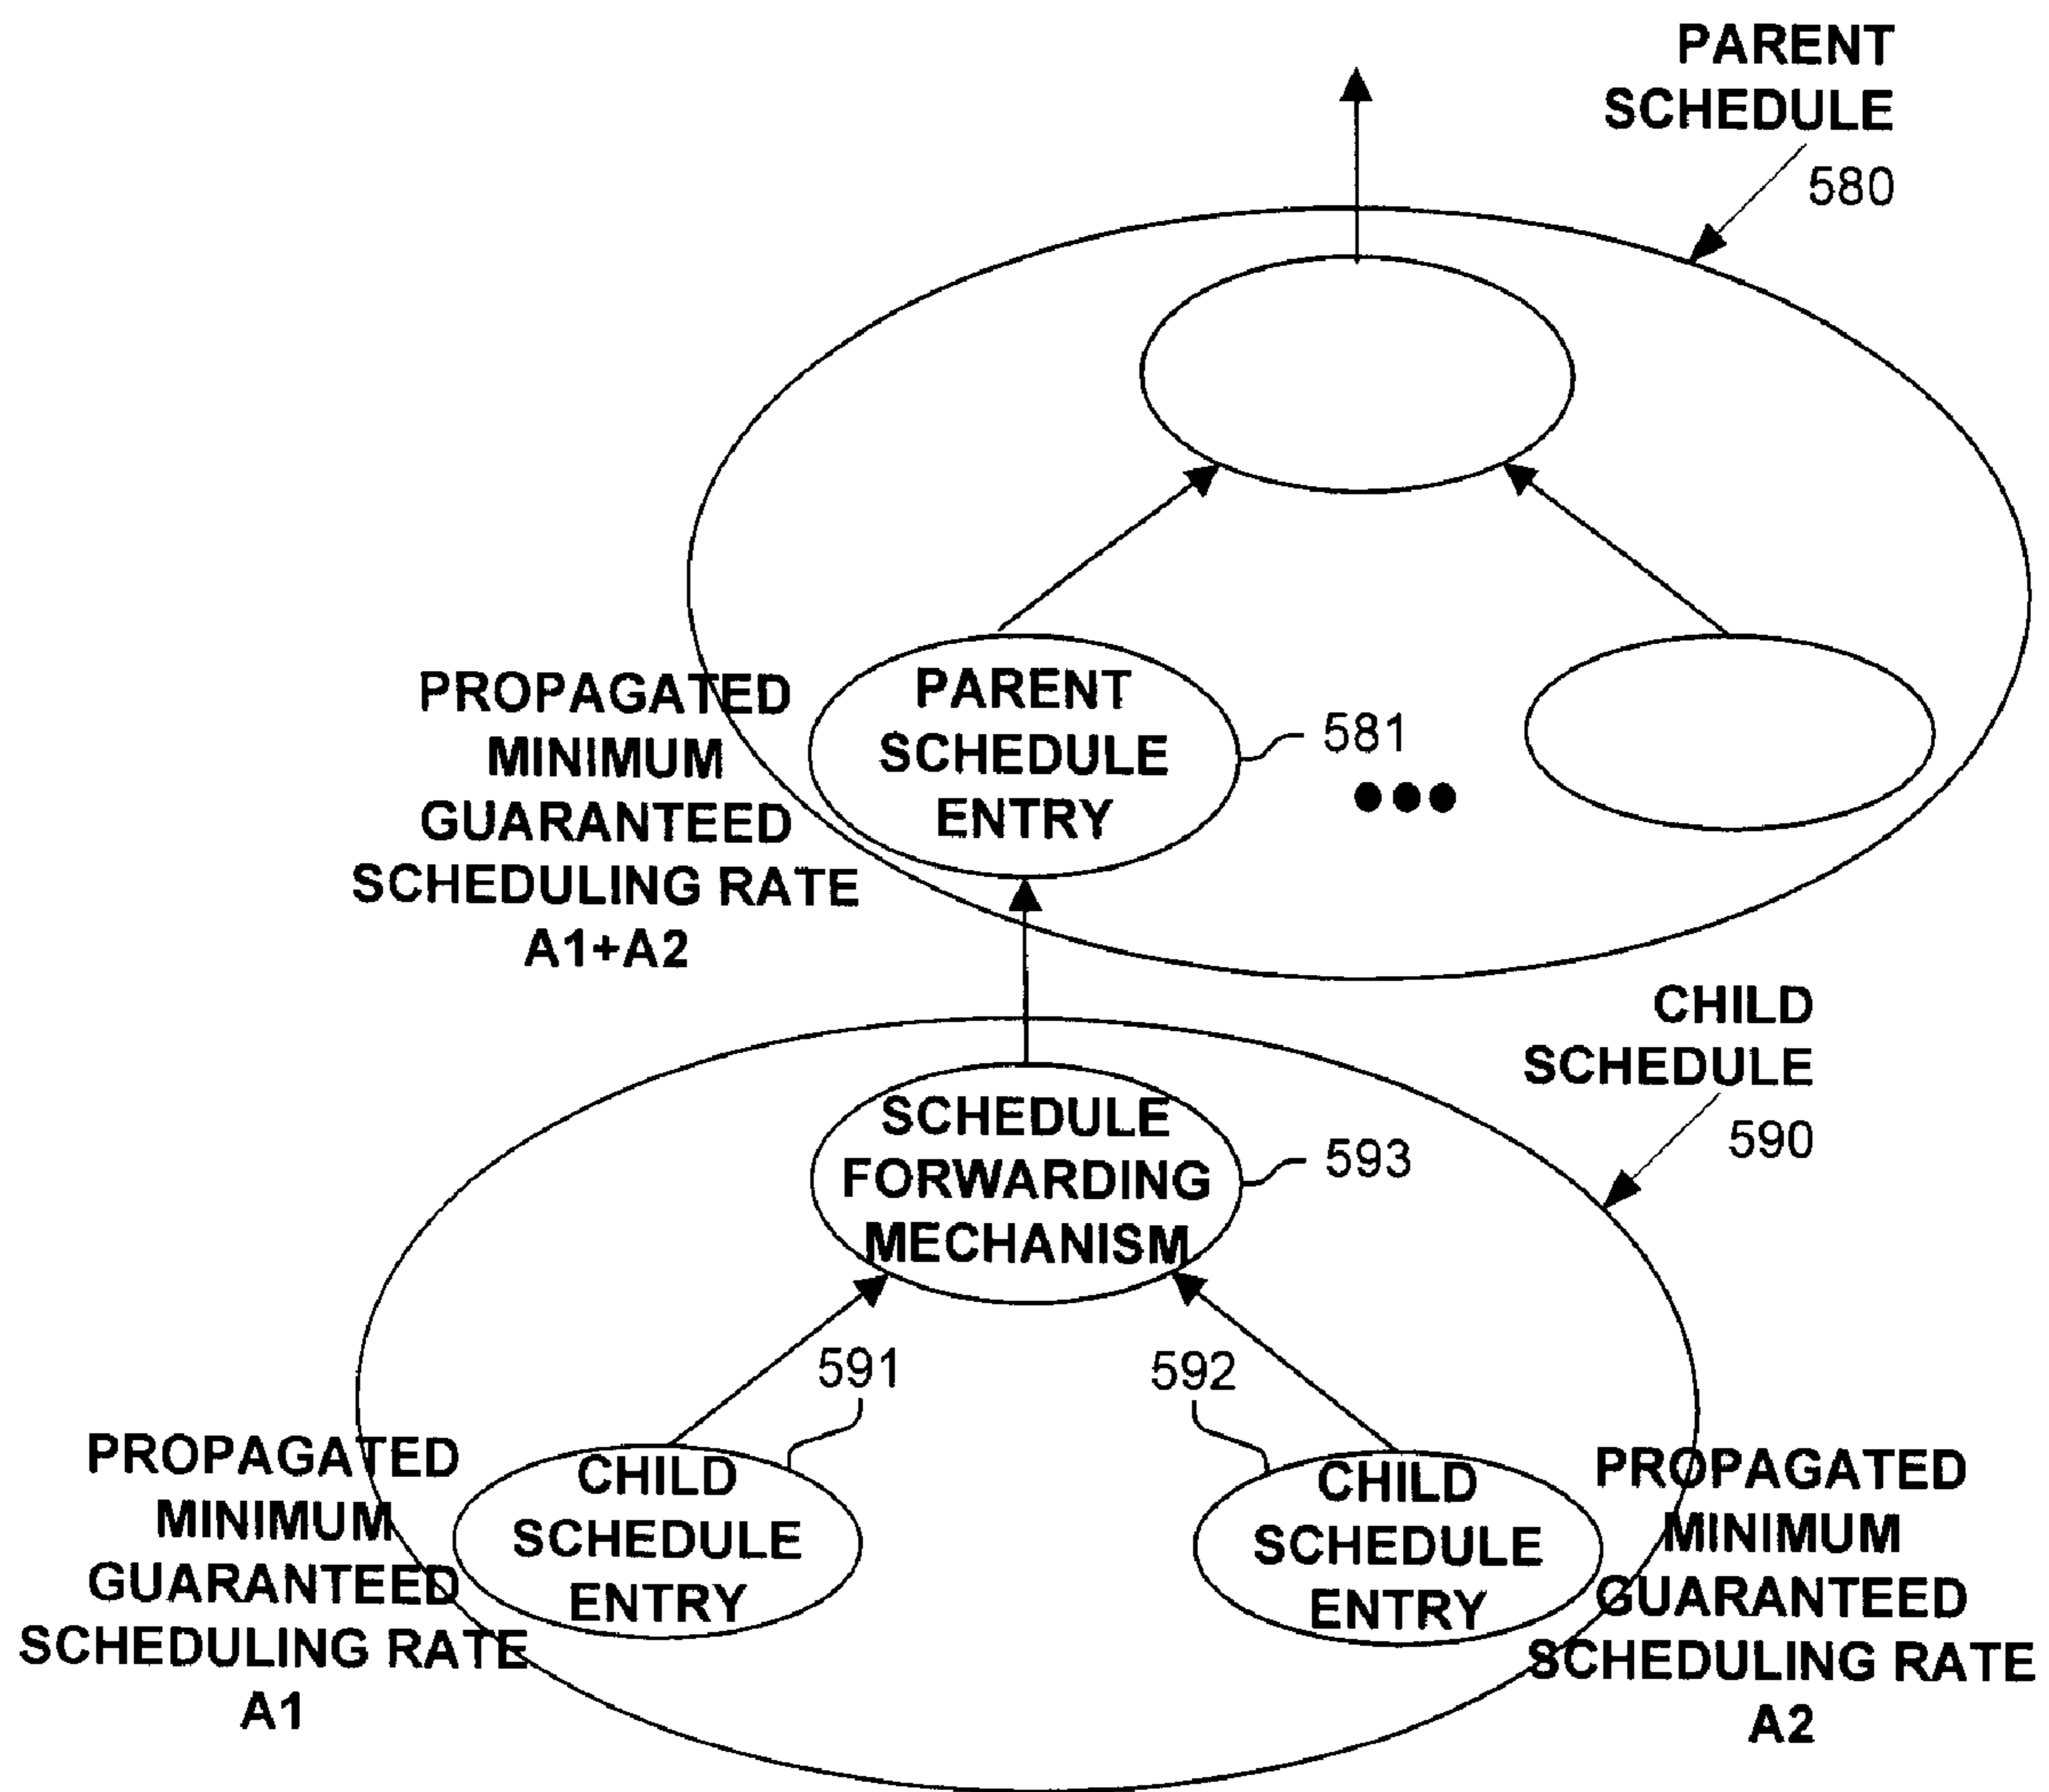 PARENT
SCHEDULE
580
PROPAGATED
MINIMUM
GUARANTEED
SCHEDULING RATE
A1+A2
PARENT
SCHEDULE
ENTRY
581
CHILD
SCHEDULE
590
SCHEDULE
FORWARDING
MECHANISM
593
591
592
PROPAGATED
MINIMUM
GUARANTEED
SCHEDULING RATE
A1
CHILD
SCHEDULE
ENTRY
CHILD
SCHEDULE
ENTRY
PROPAGATED
MINIMUM
GUARANTEED
SCHEDULING RATE
A2